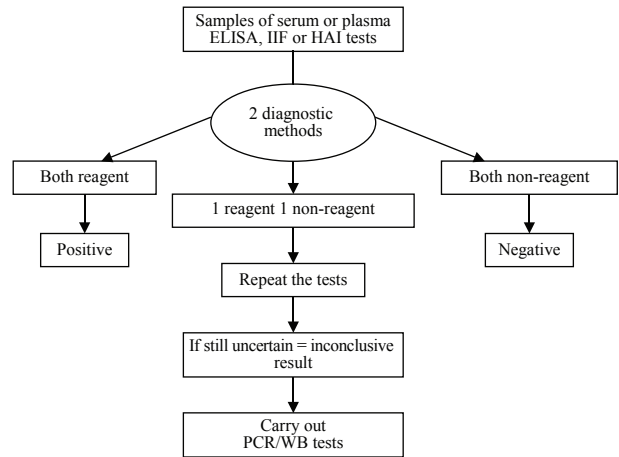 Samples of serum or plasma
ELISA, IIF or HAI tests
2 diagnostic
methods
Both reagent
Both non-reagent
1 reagent 1 non-reagent
Positive
Negative
Repeat the tests
If still uncertain = inconclusive
result
Carry out
PCR/WB tests